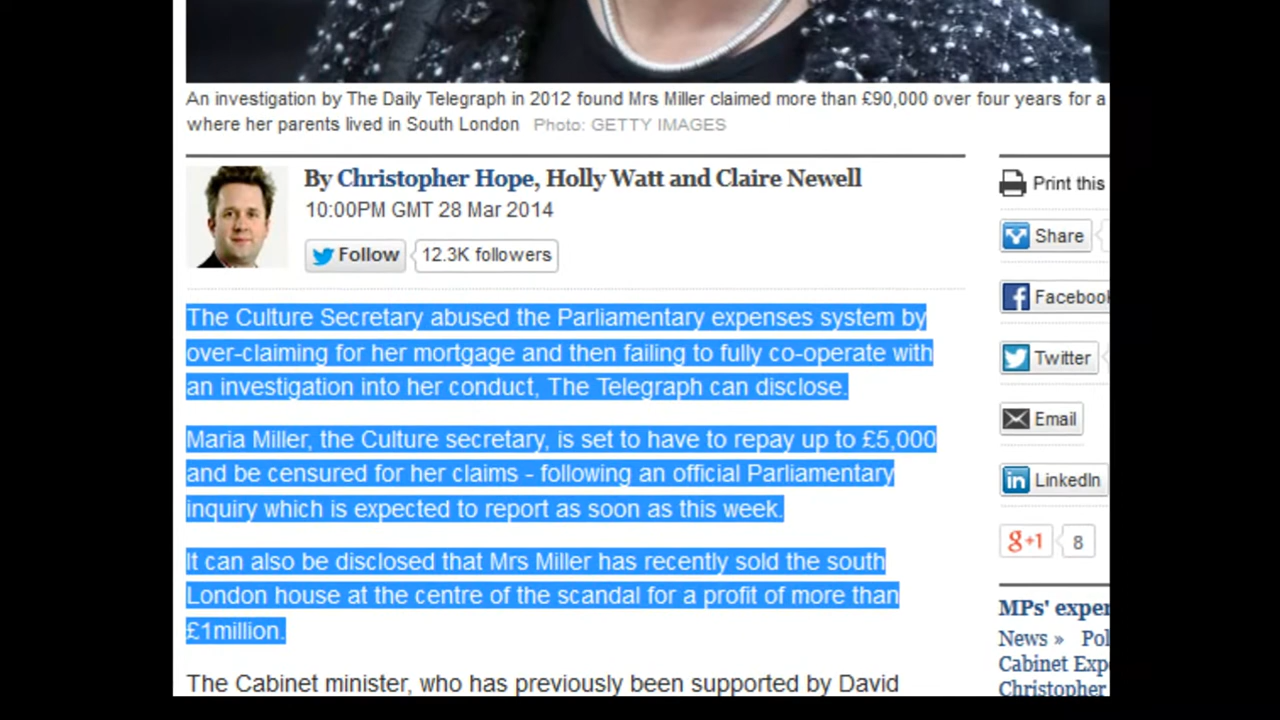 An investigation by The Daily Telegraph in 2012 found Mrs Miller claimed more than £90,000 over four years for a
where her parents lived in South London Photo: GETTY IMAGES
By Christopher Hope, Holly Watt and Claire Newell
10:00PM GMT 28 Mar 2014
Follow 12.3K followers
The Culture Secretary abused the Parliamentary expenses system by
over-claiming for her mortgage and then failing to fully co-operate with
an investigation into her conduct, The Telegraph can disclose.
Maria Miller, the Culture secretary, is set to have to repay up to £5,000
and be censured for her claims - following an official Parliamentary
inquiry which is expected to report as soon as this week.
It can also be disclosed that Mrs Miller has recently sold the south
London house at the centre of the scandal for a profit of more than
£1million.
The Cabinet minister, who has previously been supported by David
Print this
Share
Facebook
Twitter
Email
LinkedIn
g+1 8
MPs' exper
News » Pol
Cabinet Exp
Christopher